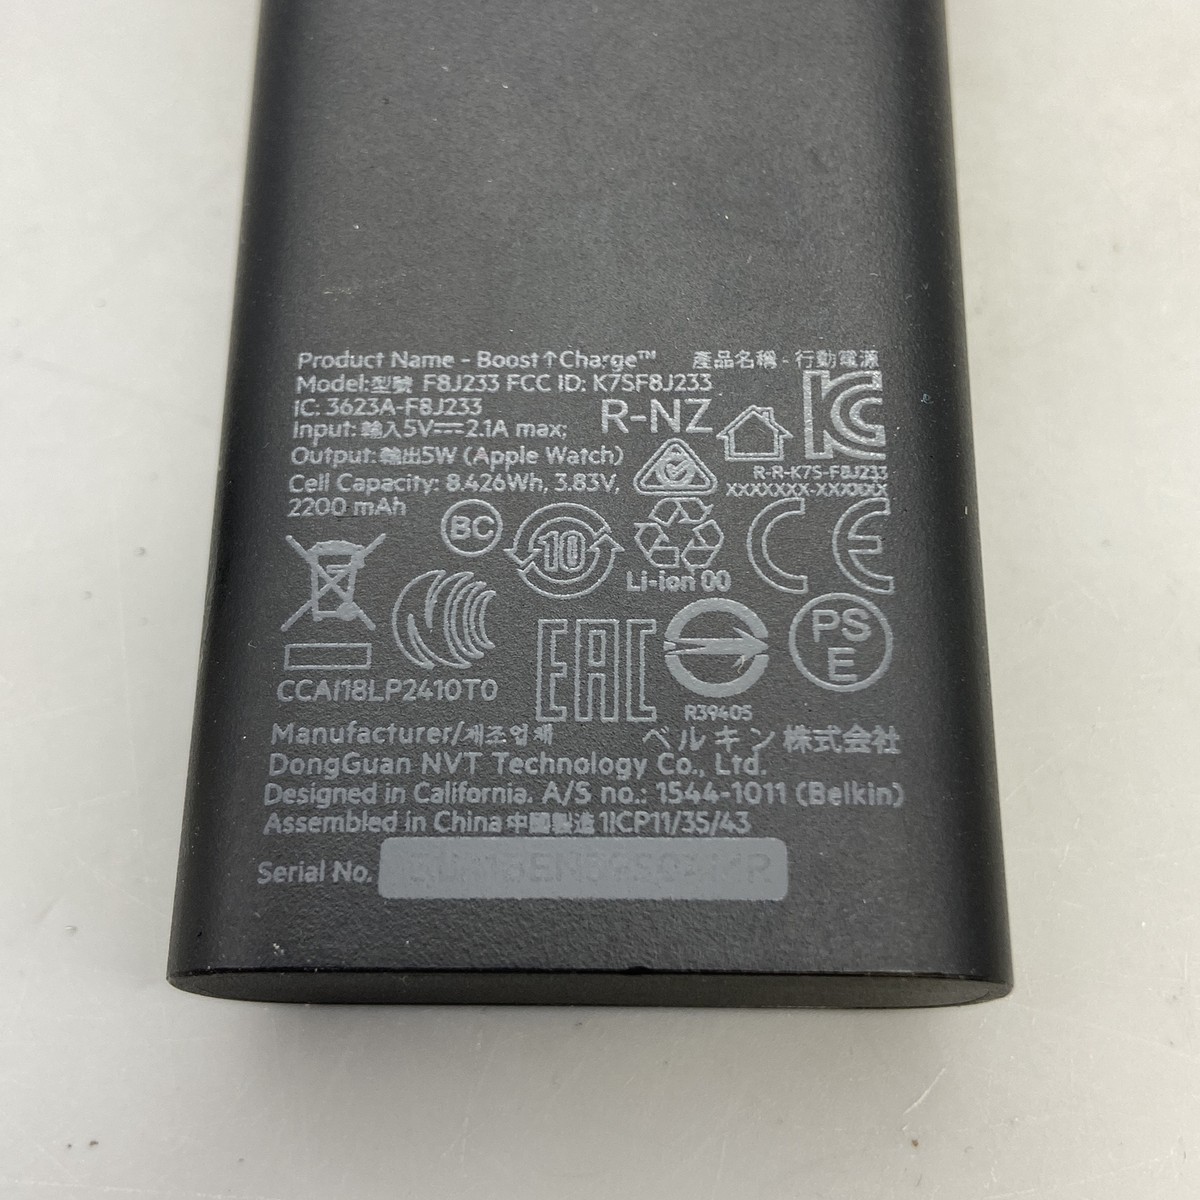 Product Name - Boost↑Charge™ 產品名稱 - 行動電源
Model:型號 F8J233 FCC ID: K7SF8J233
IC: 3623A-F8J233
R-NZ
Input: 輸入5V⎓2.1A max;
Output: 輸出5W (Apple Watch)
R-R-K7S-F8J233
Cell Capacity: 8.426Wh, 3.83V,
XXXXXXX-XXXXXX
2200 mAh
BC
10
Li-ion 00
CE
PS
E
EAC
CCAI18LP2410T0
R39405
Manufacturer/제조업체 ベルキン株式会社
DongGuan NVT Technology Co., Ltd.
Designed in California. A/S no.: 1544-1011 (Belkin)
Assembled in China 中國製造 1ICP11/35/43
Serial No.